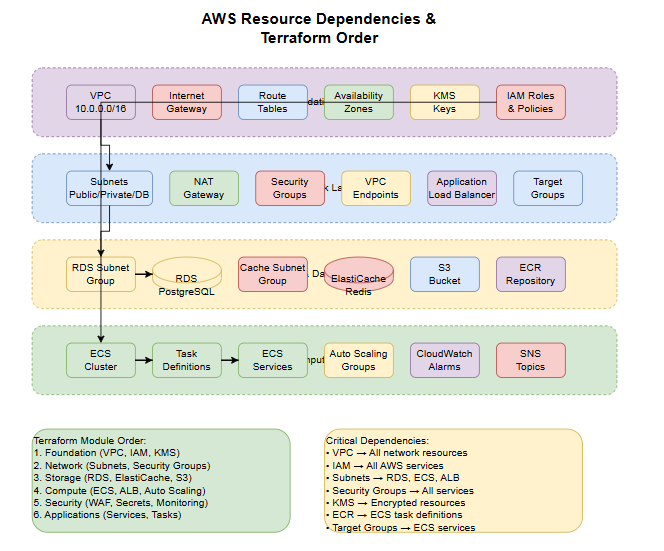 AWS Resource Dependencies &
Terraform Order
VPC
10.0.0.0/16
Internet
Gateway
Route
Tables
Availability
Zones
KMS
Keys
IAM Roles
& Policies
Subnets
Public/Private/DB
NAT
Gateway
Security
Groups
VPC
Endpoints
Application
Load Balancer
Target
Groups
RDS Subnet
Group
RDS
PostgreSQL
Cache Subnet
Group
ElastiCache
Redis
S3
Bucket
ECR
Repository
ECS
Cluster
Task
Definitions
ECS
Services
Auto Scaling
Groups
CloudWatch
Alarms
SNS
Topics
Terraform Module Order:
1. Foundation (VPC, IAM, KMS)
2. Network (Subnets, Security Groups)
3. Storage (RDS, ElastiCache, S3)
4. Compute (ECS, ALB, Auto Scaling)
5. Security (WAF, Secrets, Monitoring)
6. Applications (Services, Tasks)
Critical Dependencies:
• VPC → All network resources
• IAM → All AWS services
• Subnets → RDS, ECS, ALB
• Security Groups → All services
• KMS → Encrypted resources
• ECR → ECS task definitions
• Target Groups → ECS services